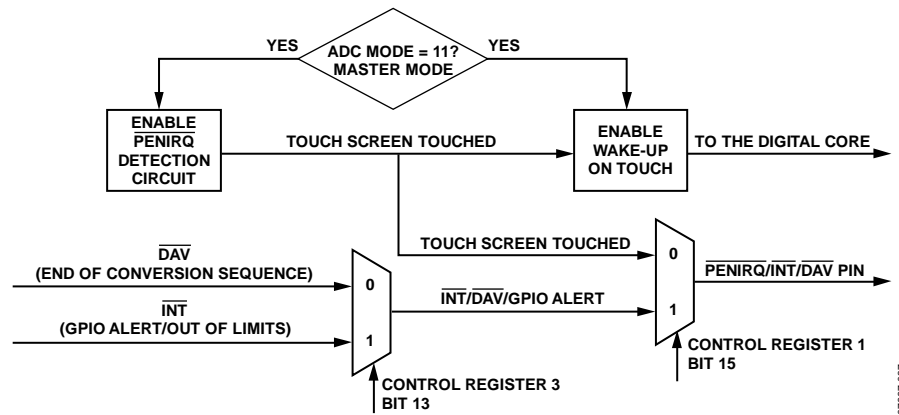 YES
ADC MODE = 11?
MASTER MODE
YES
ENABLE
PENIRQ
DETECTION
CIRCUIT
TOUCH SCREEN TOUCHED
ENABLE
WAKE-UP
ON TOUCH
TO THE DIGITAL CORE
DAV
(END OF CONVERSION SEQUENCE)
INT
(GPIO ALERT/OUT OF LIMITS)
0
1
CONTROL REGISTER 3
BIT 13
TOUCH SCREEN TOUCHED
INT/DAV/GPIO ALERT
0
1
PENIRQ/INT/DAV PIN
CONTROL REGISTER 1
BIT 15